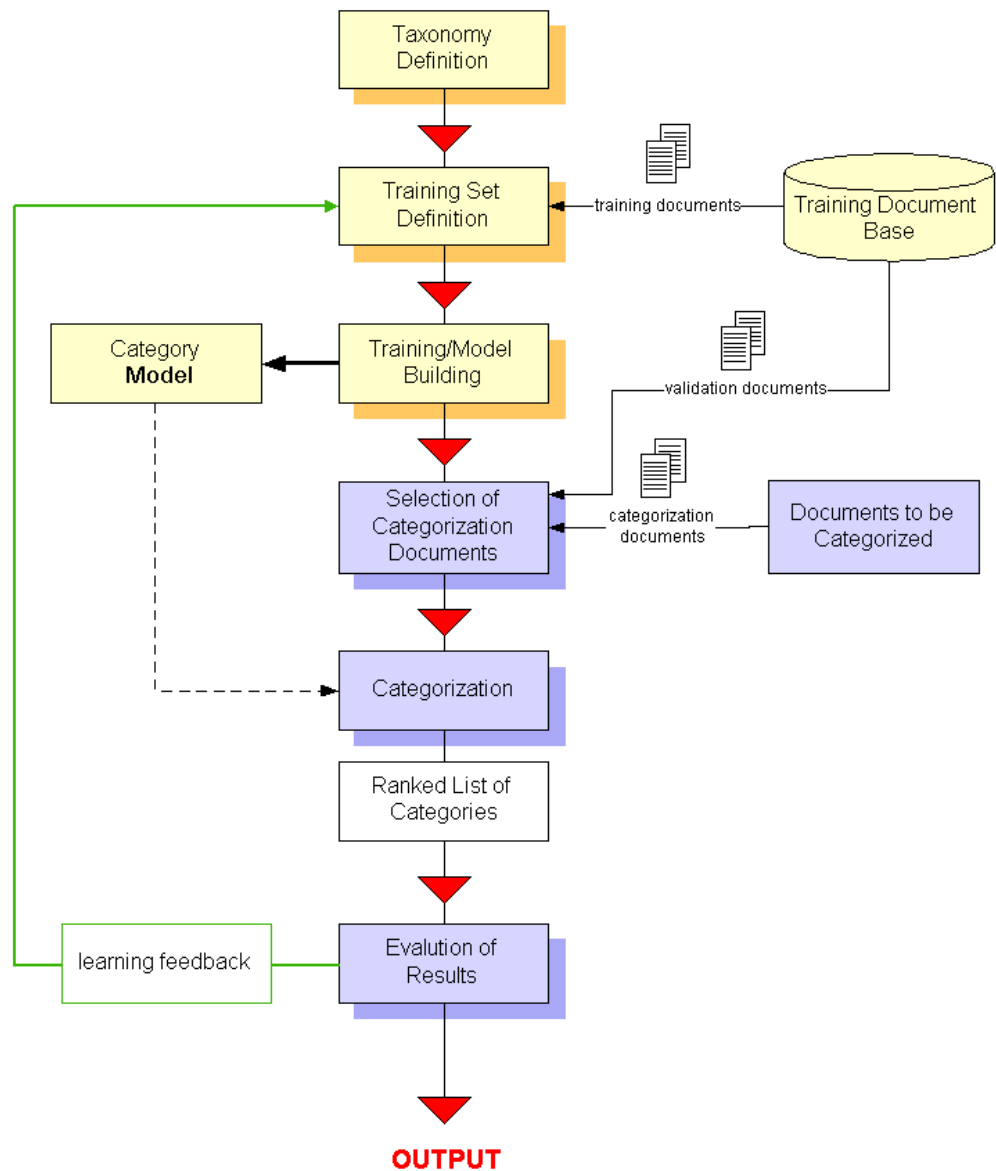 Taxonomy
Definition
Training Set
Definition
training documents
Training Document
Base
Category
Model
Training/Model
Building
validation documents
Selection of
Categorization
Documents
categorization
documents
Documents to be
Categorized
Categorization
Ranked List of
Categories
learning feedback
Evalution of
Results
OUTPUT